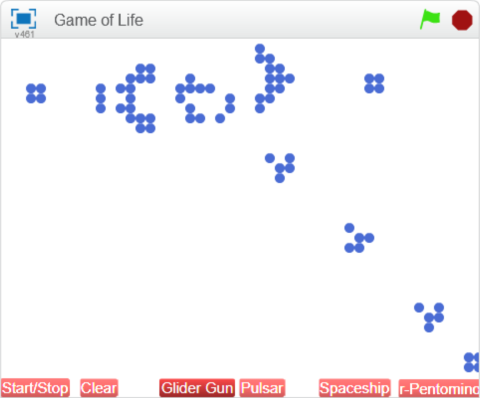 Game of Life
v461
Start/Stop
Clear
Glider Gun
Pulsar
Spaceship
r-Pentomino